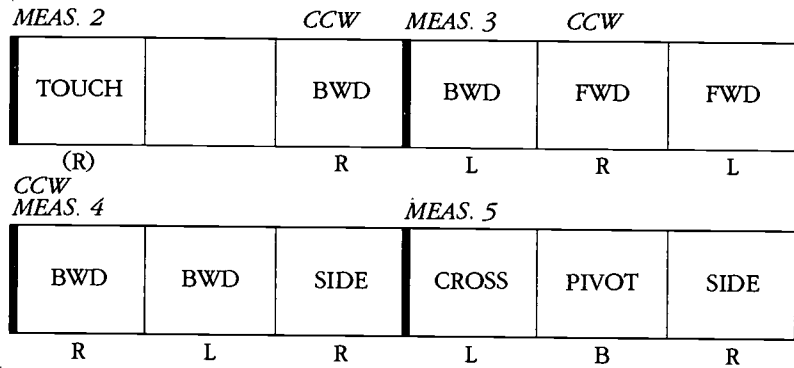 MEAS. 2 CCW MEAS. 3 CCW
TOUCH BWD BWD FWD FWD
(R) R L R L
CCW
MEAS. 4 MEAS. 5
BWD BWD SIDE CROSS PIVOT SIDE
R L R L B R